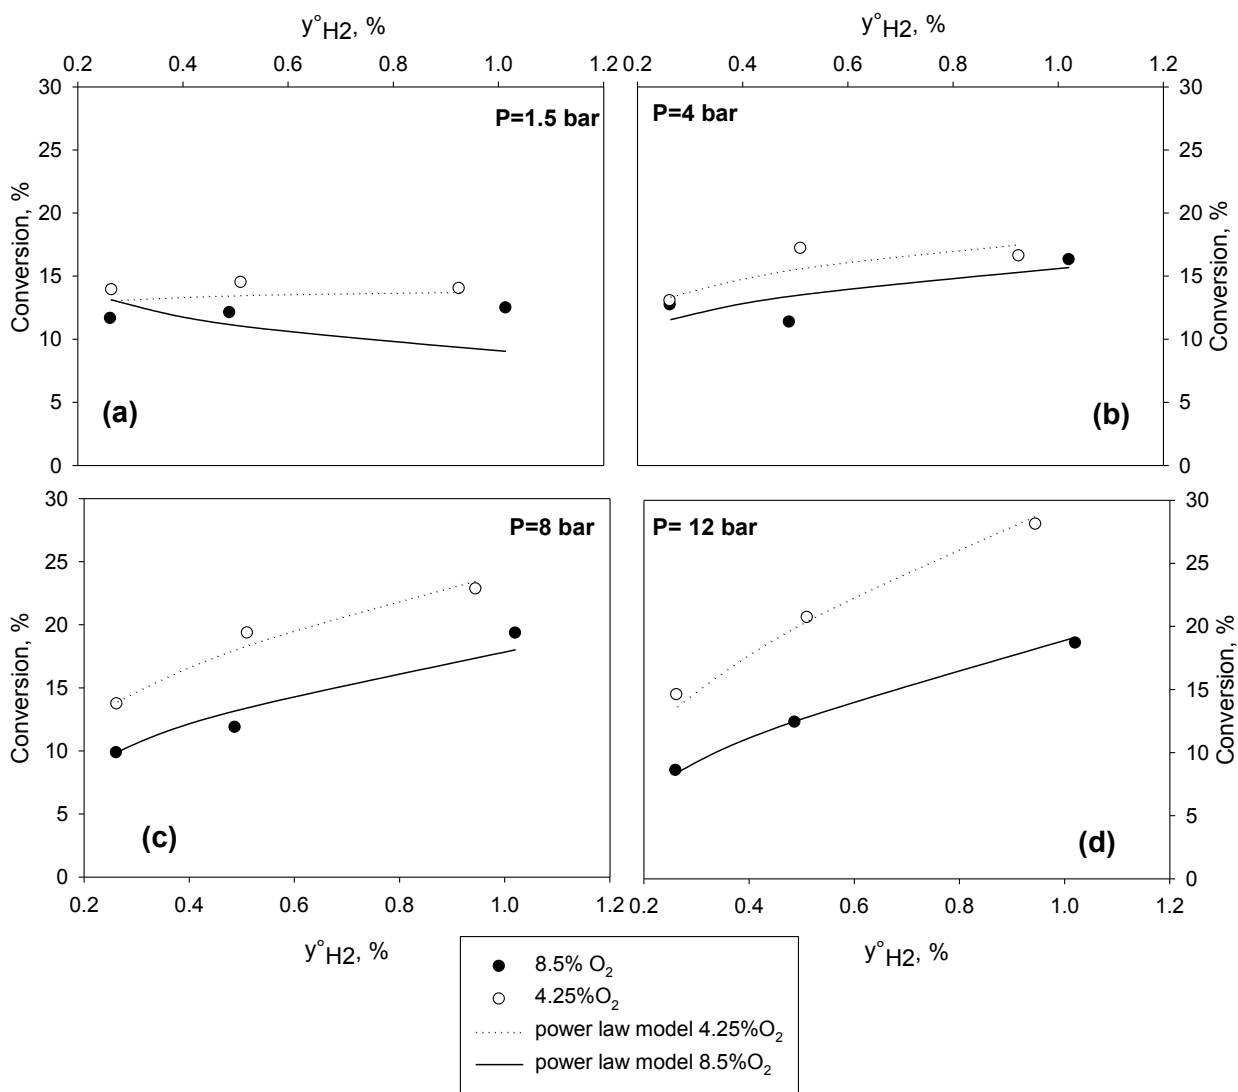 y°H2, %
y°H2, %
0.2 0.4 0.6 0.8 1.0 1.2
0.2 0.4 0.6 0.8 1.0 1.2
Conversion, %
30
25
20
15
10
5
0
P=1.5 bar
(a)
P=4 bar
(b)
30
25
20
15
10
5
0
Conversion, %
Conversion, %
30
25
20
15
10
5
0
P=8 bar
(c)
P= 12 bar
(d)
30
25
20
15
10
5
0
Conversion, %
0.2 0.4 0.6 0.8 1.0 1.2
0.2 0.4 0.6 0.8 1.0 1.2
y°H2, %
y°H2, %
8.5% O2
4.25%O2
power law model 4.25%O2
power law model 8.5%O2